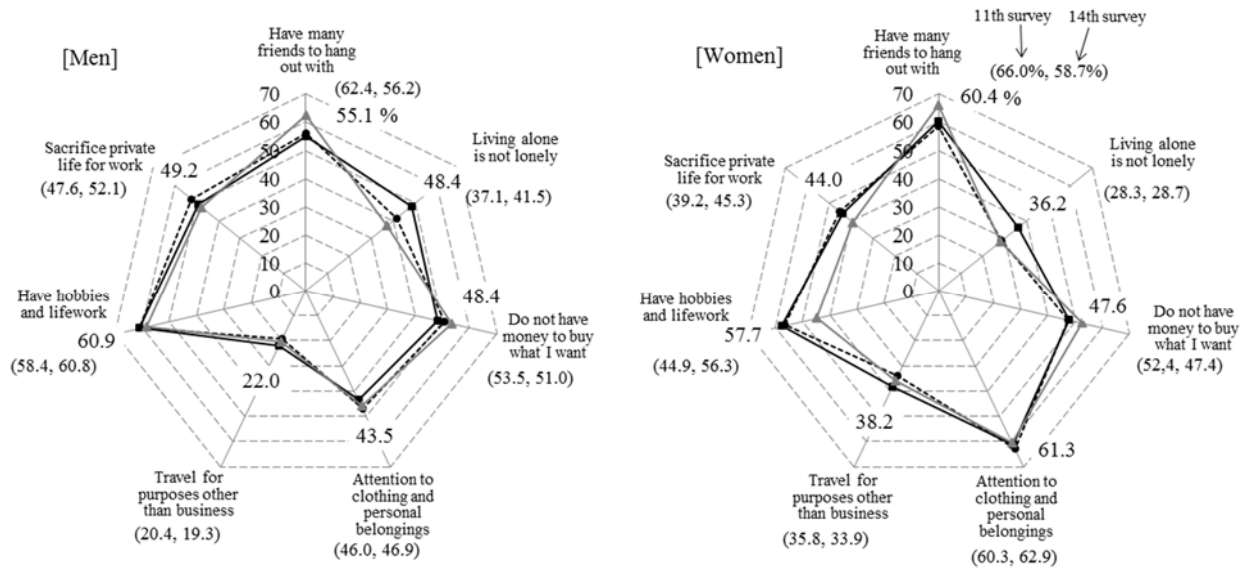 [Men]
Have many
friends to hang
out with
(62.4, 56.2)
55.1 %
70
60
50
40
30
20
10
0
Living alone
is not lonely
48.4
(37.1, 41.5)
48.4
Do not have
money to buy
what I want
(53.5, 51.0)
43.5
Attention to
clothing and
personal
belongings
(46.0, 46.9)
22.0
Travel for
purposes other
than business
(20.4, 19.3)
Have hobbies
and lifework
60.9
(58.4, 60.8)
Sacrifice private
life for work
49.2
(47.6, 52.1)
[Women]
11th survey
14th survey
Have many
friends to hang
out with
(66.0%, 58.7%)
60.4 %
70
60
50
40
30
20
10
0
Living alone
is not lonely
36.2
(28.3, 28.7)
47.6
Do not have
money to buy
what I want
(52,4, 47.4)
61.3
Attention to
clothing and
personal
belongings
(60.3, 62.9)
38.2
Travel for
purposes other
than business
(35.8, 33.9)
Have hobbies
and lifework
57.7
(44.9, 56.3)
Sacrifice private
life for work
44.0
(39.2, 45.3)